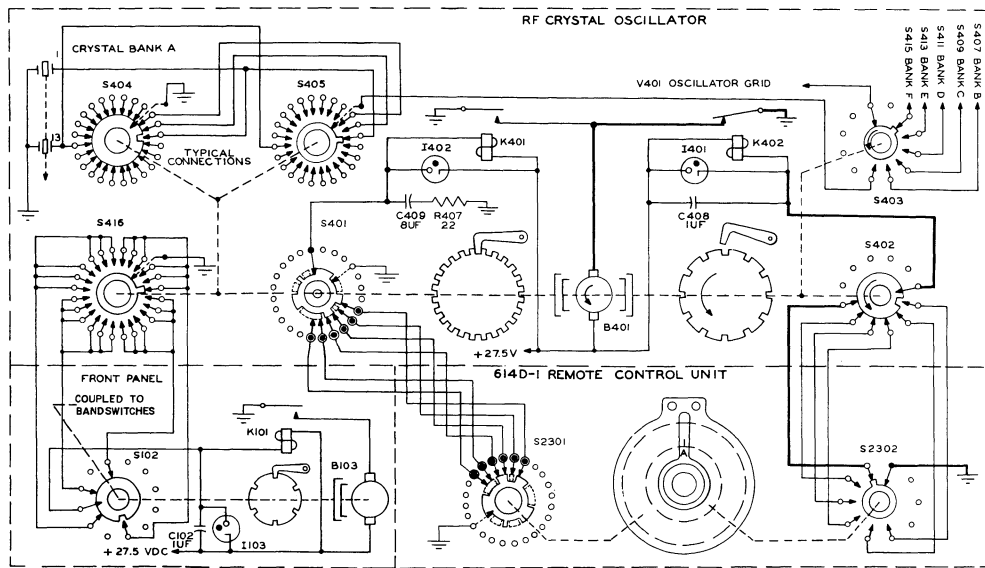 RF CRYSTAL OSCILLATOR
CRYSTAL BANK A
1
13
S404
S405
TYPICAL
CONNECTIONS
V401 OSCILLATOR GRID
S407 BANK B
S409 BANK C
S411 BANK D
S413 BANK E
S415 BANK F
K401
I402
K402
I401
C409
8UF
R407
22
C408
1UF
S403
S416
S401
S402
B401
+27.5V
FRONT PANEL
COUPLED TO
BANDSWITCHES
614D-1 REMOTE CONTROL UNIT
S102
K101
B103
S2301
A
S2302
C102
1UF
I103
+27.5 VDC